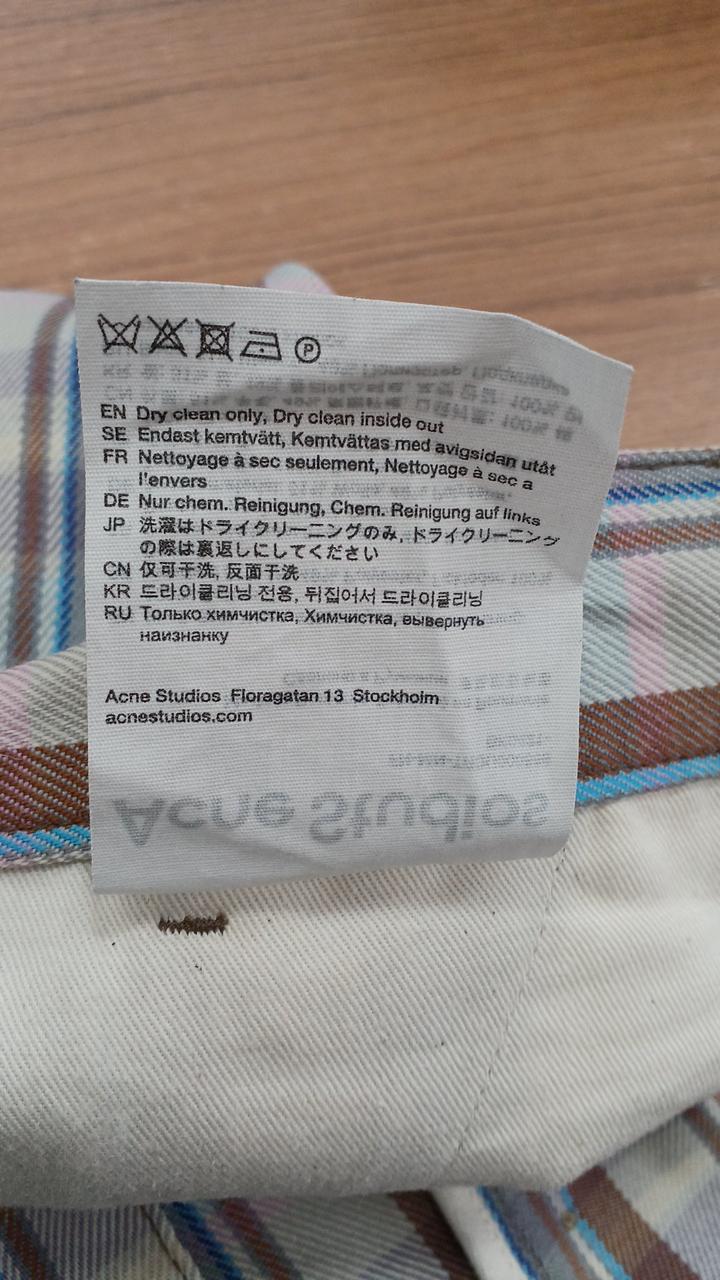 P
EN Dry clean only, Dry clean inside out
SE Endast kemtvätt, Kemtvättas med avigsidan utåt
FR Nettoyage à sec seulement, Nettoyage à sec a
l'envers
DE Nur chem. Reinigung, Chem. Reinigung auf links
JP 洗濯はドライクリーニングのみ, ドライクリーニング
の際は裏返しにしてください
CN 仅可干洗, 反面干洗
KR 드라이클리닝 전용, 뒤집어서 드라이클리닝
RU Только химчистка, Химчистка, вывернуть
наизнанку
Acne Studios Floragatan 13 Stockholm
acnestudios.com
Acne Studios